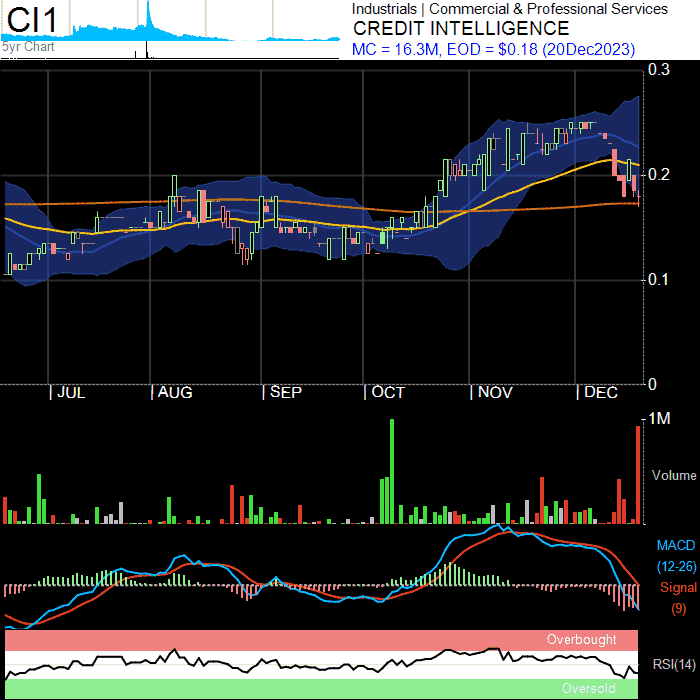 CI1
5yr Chart
Industrials | Commercial & Professional Services
CREDIT INTELLIGENCE
MC = 16.3M, EOD = $0.18 (20Dec2023)
0.3
0.2
0.1
0
JUL AUG SEP OCT NOV DEC
1M
Volume
MACD
(12-26)
Signal
(9)
Overbought
RSI(14)
Oversold